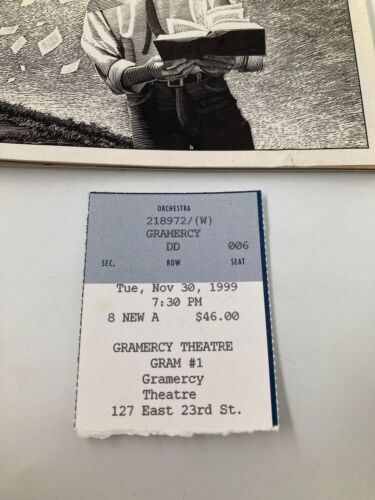 ORCHESTRA
218972/(W)
GRAMERCY
DD 006
SEC. ROW SEAT
Tue, Nov 30, 1999
7:30 PM
8 NEW A $46.00
GRAMERCY THEATRE
GRAM #1
Gramercy
Theatre
127 East 23rd St.